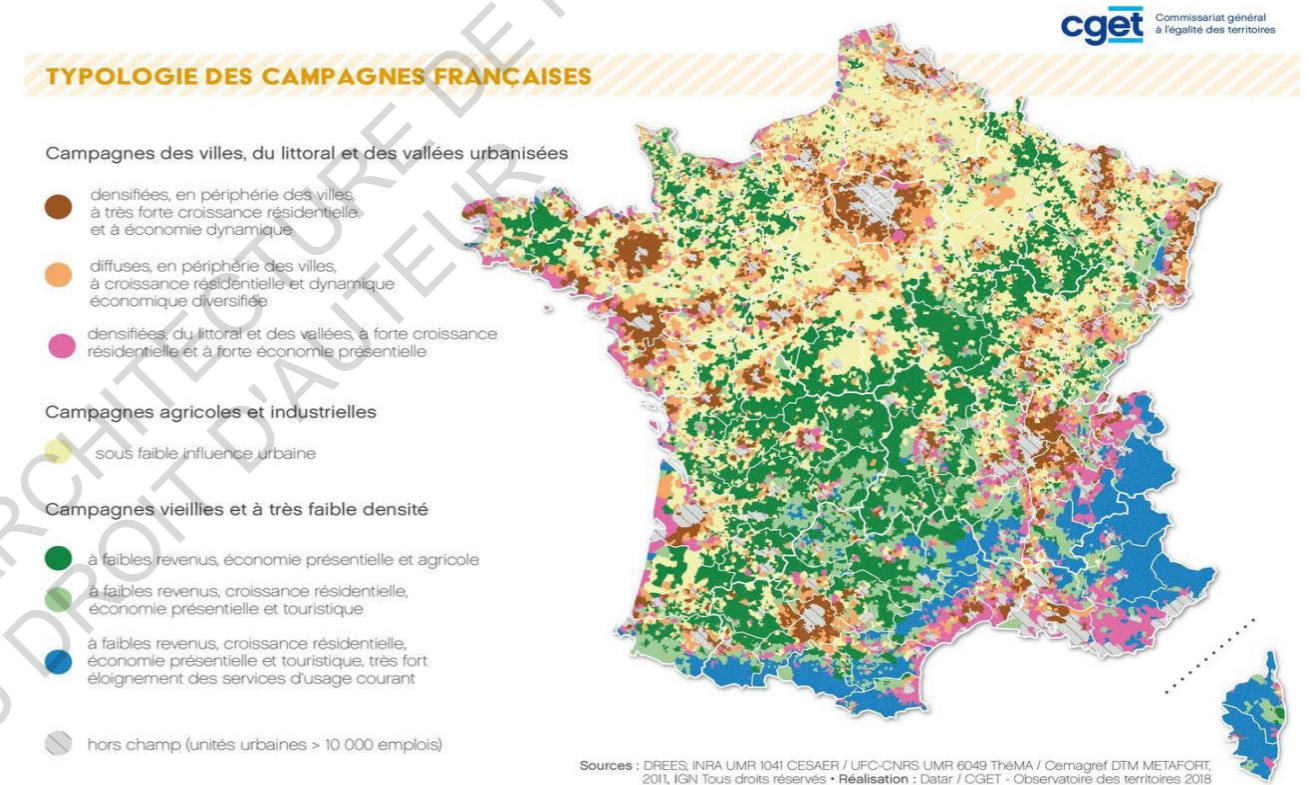 cget
Commissariat général
à l'égalité des territoires
TYPOLOGIE DES CAMPAGNES FRANÇAISES
Campagnes des villes, du littoral et des vallées urbanisées
densifiées, en périphérie des villes,
à très forte croissance résidentielle
et à économie dynamique
diffuses, en périphérie des villes,
à croissance résidentielle et dynamique
économique diversifiée
densifiées, du littoral et des vallées, à forte croissance
résidentielle et à forte économie présentielle
Campagnes agricoles et industrielles
sous faible influence urbaine
Campagnes vieillies et à très faible densité
à faibles revenus, économie présentielle et agricole
à faibles revenus, croissance résidentielle,
économie présentielle et touristique
à faibles revenus, croissance résidentielle,
économie présentielle et touristique, très fort
éloignement des services d'usage courant
hors champ (unités urbaines > 10 000 emplois)
Sources : DREES; INRA UMR 1041 CESAER / UFC-CNRS UMR 6049 ThéMA / Cemagref DTM METAFORT,
2011, IGN Tous droits réservés • Réalisation : Datar / CGET - Observatoire des territoires 2018
ARCHITECTURE DE
DROIT D'AUTEUR